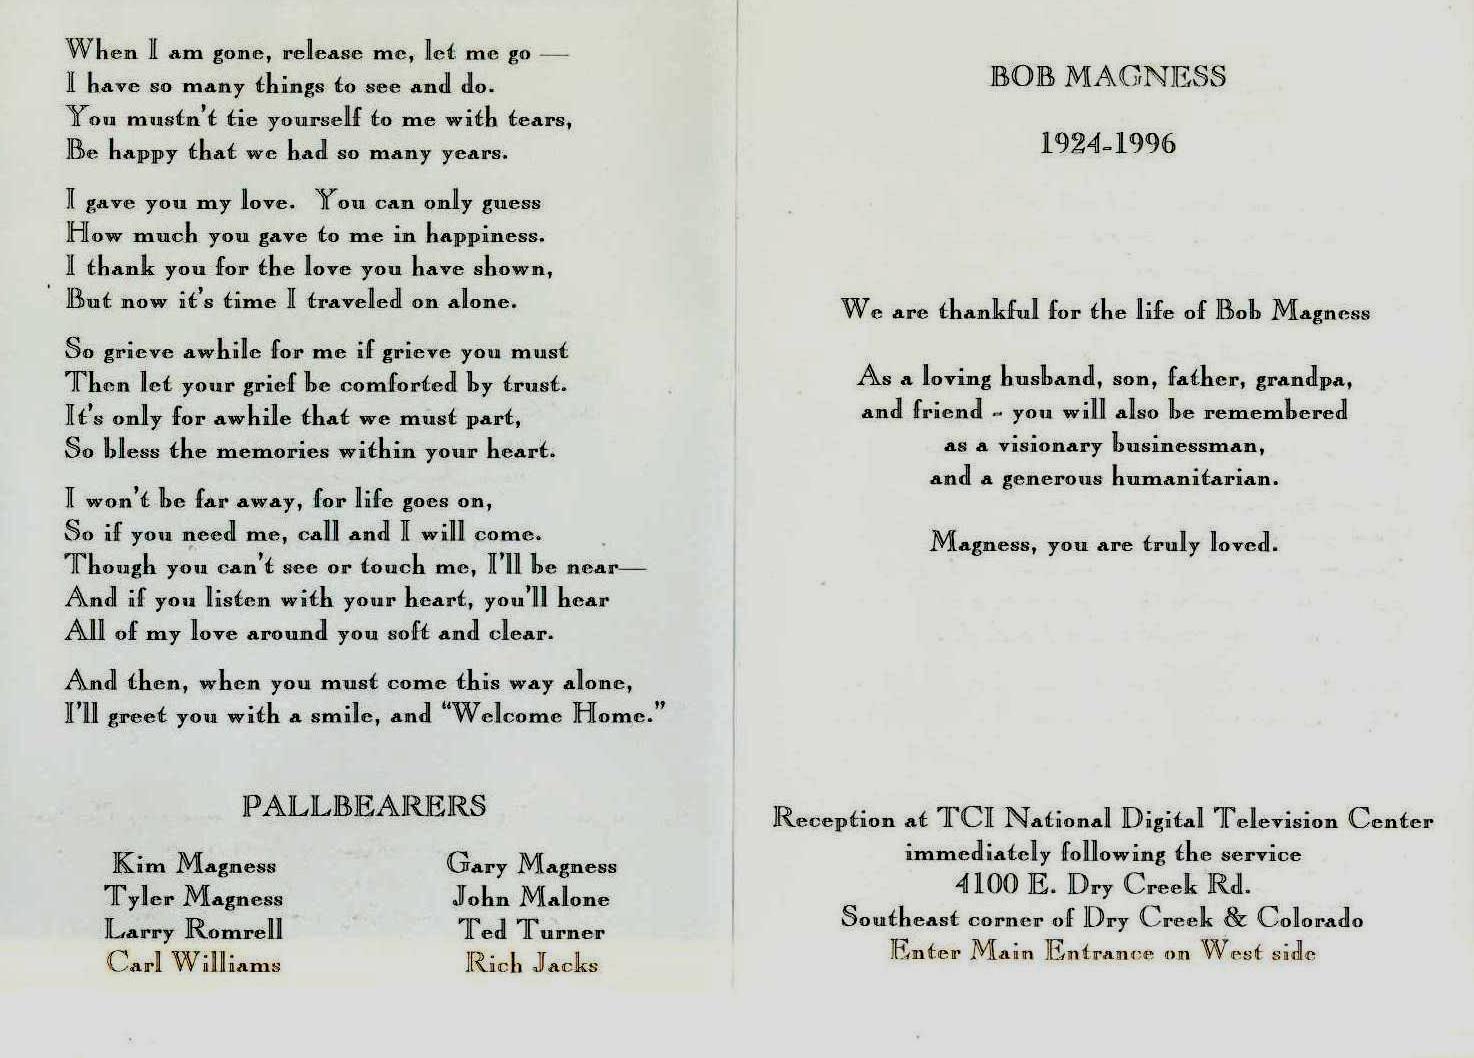 When I am gone, release me, let me go —
I have so many things to see and do.
You mustn't tie yourself to me with tears,
Be happy that we had so many years.
I gave you my love. You can only guess
How much you gave to me in happiness.
I thank you for the love you have shown,
But now it's time I traveled on alone.
So grieve awhile for me if grieve you must
Then let your grief be comforted by trust.
It's only for awhile that we must part,
So bless the memories within your heart.
I won't be far away, for life goes on,
So if you need me, call and I will come.
Though you can't see or touch me, I'll be near—
And if you listen with your heart, you'll hear
All of my love around you soft and clear.
And then, when you must come this way alone,
I'll greet you with a smile, and “Welcome Home.”
PALLBEARERS
Kim Magness
Tyler Magness
Larry Romrell
Carl Williams
Gary Magness
John Malone
Ted Turner
Rich Jacks
BOB MAGNESS
1924-1996
We are thankful for the life of Bob Magness
As a loving husband, son, father, grandpa,
and friend - you will also be remembered
as a visionary businessman,
and a generous humanitarian.
Magness, you are truly loved.
Reception at TCI National Digital Television Center
immediately following the service
4100 E. Dry Creek Rd.
Southeast corner of Dry Creek & Colorado
Enter Main Entrance on West side